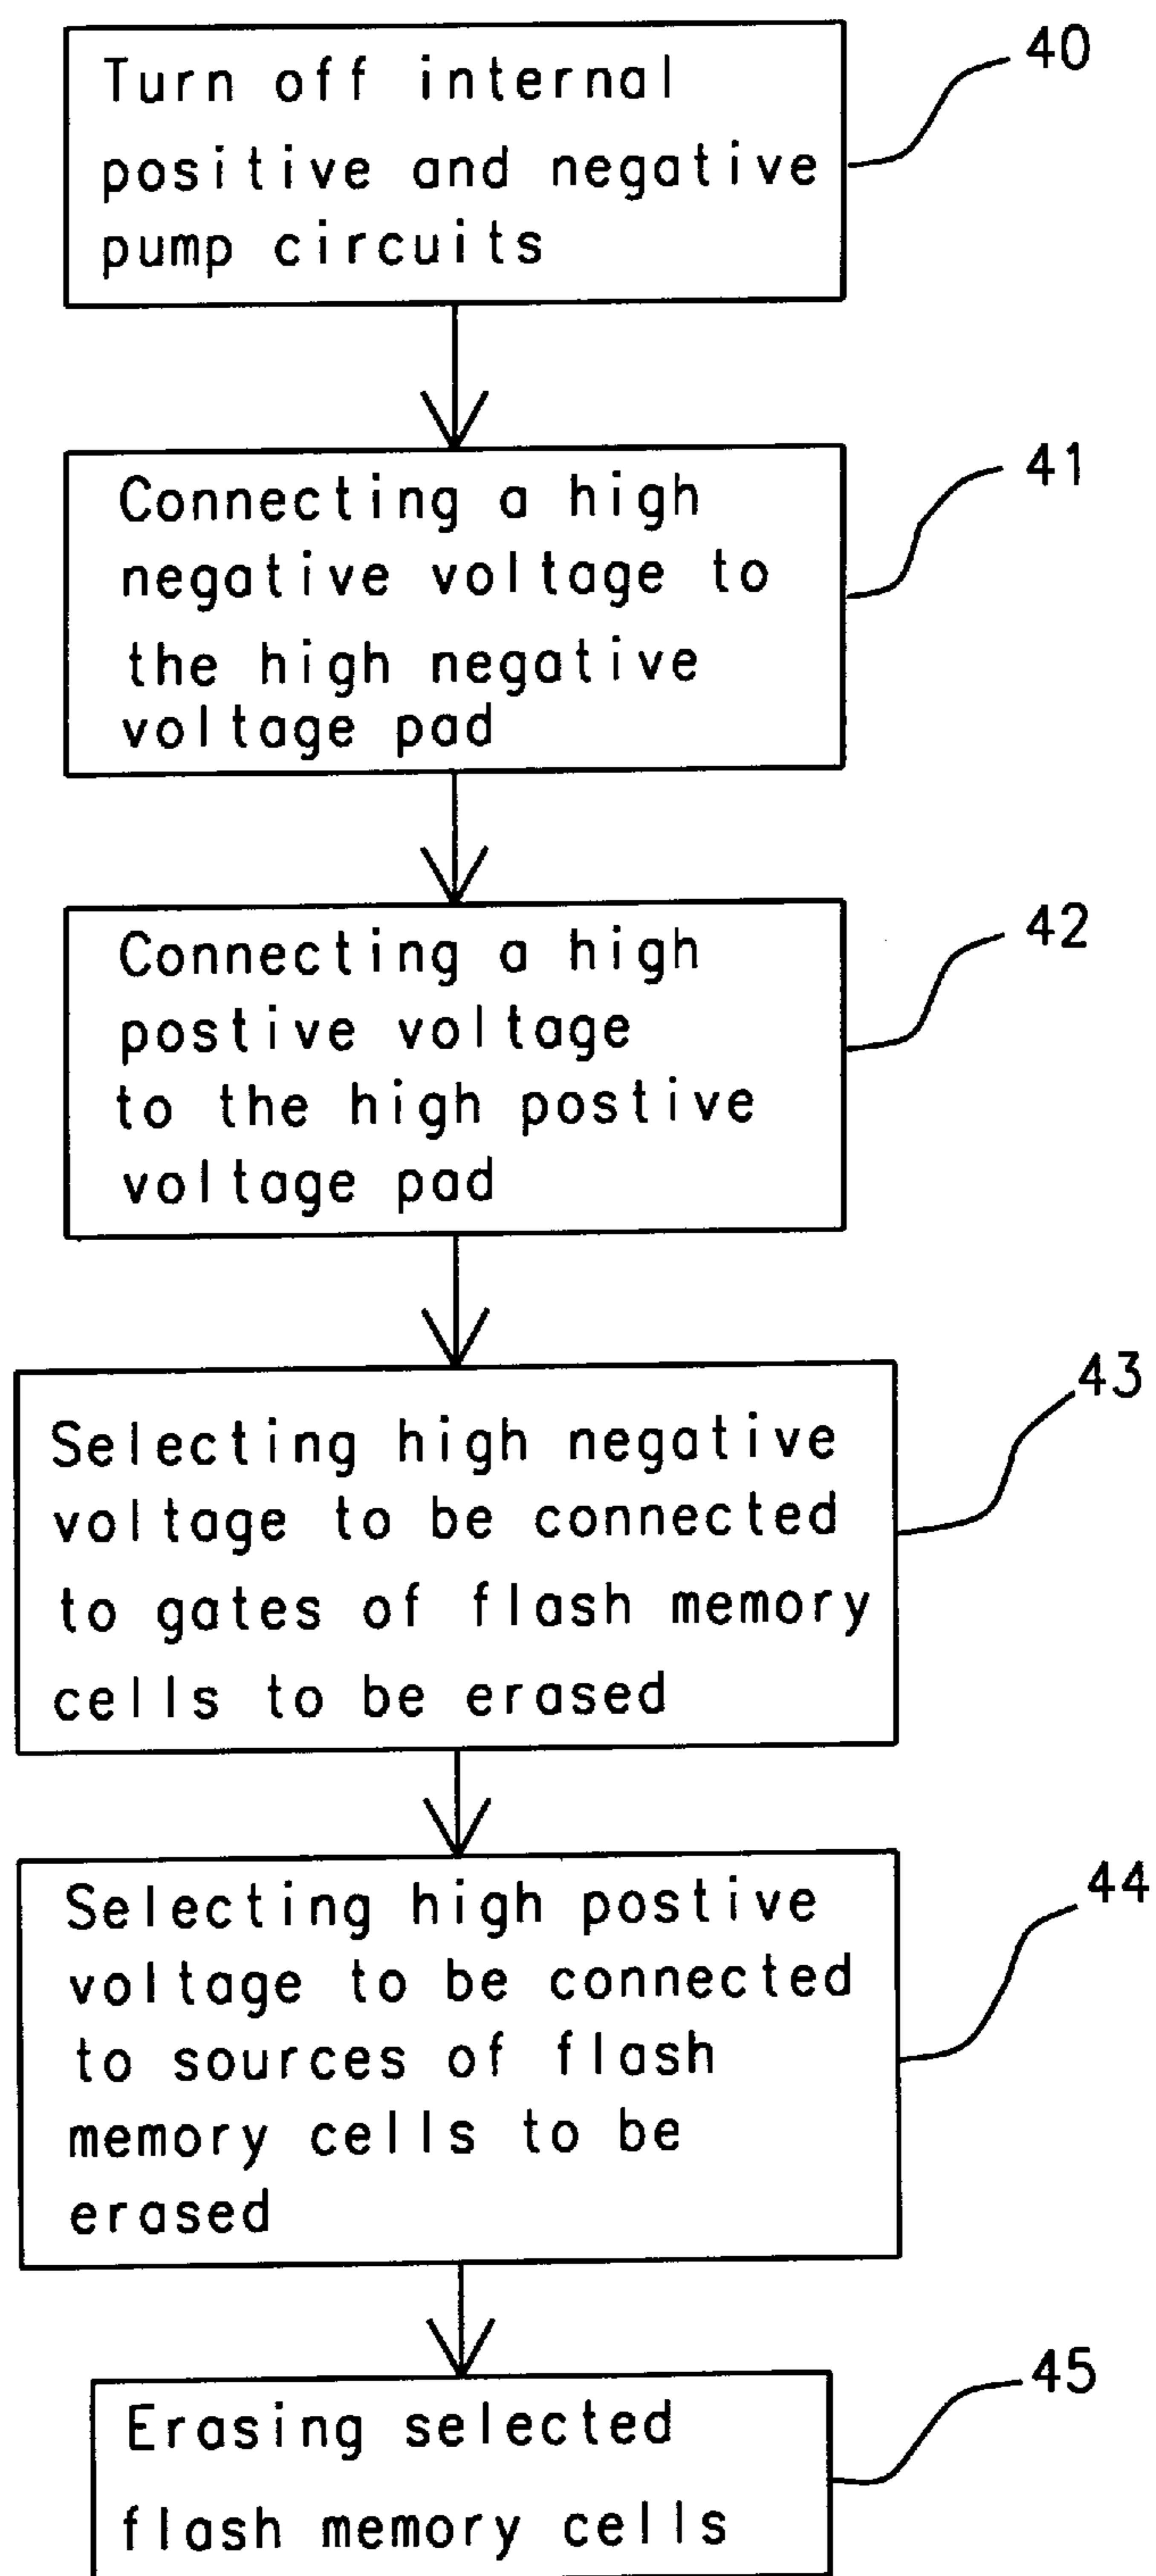 Turn off internal
positive and negative
pump circuits
40
Connecting a high
negative voltage to
the high negative
voltage pad
41
Connecting a high
postive voltage
to the high postive
voltage pad
42
Selecting high negative
voltage to be connected
to gates of flash memory
cells to be erased
43
Selecting high postive
voltage to be connected
to sources of flash
memory cells to be
erased
44
Erasing selected
flash memory cells
45